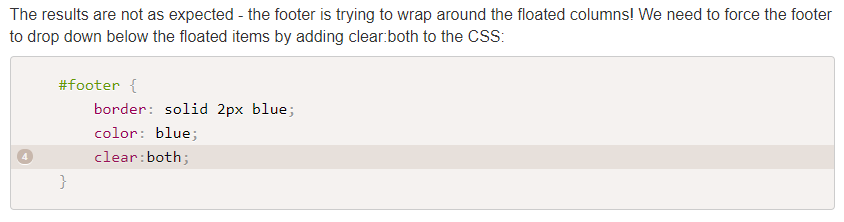 The results are not as expected - the footer is trying to wrap around the floated columns! We need to force the footer
to drop down below the floated items by adding clear:both to the CSS:
#footer {
border: solid 2px blue;
color: blue;
4 clear:both;
}